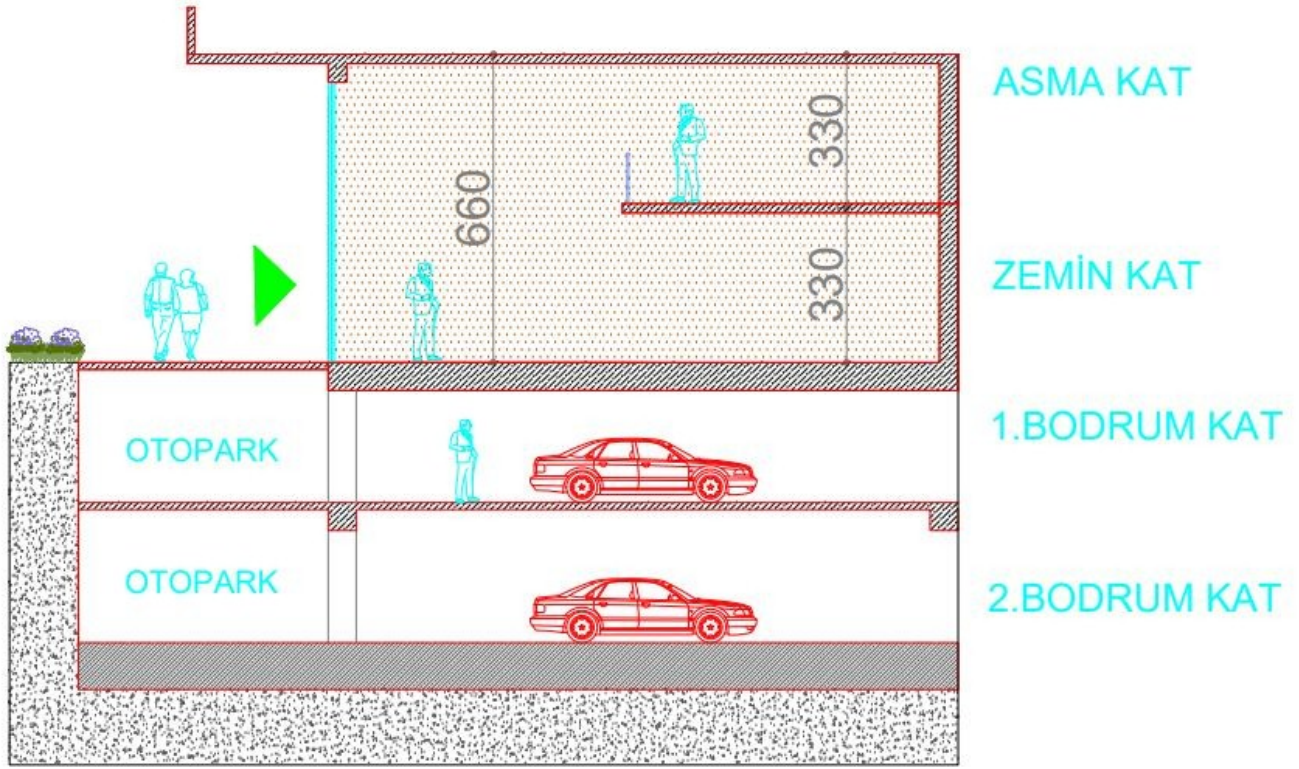 ASMA KAT
330
660
ZEMİN KAT
330
1.BODRUM KAT
OTOPARK
OTOPARK
2.BODRUM KAT